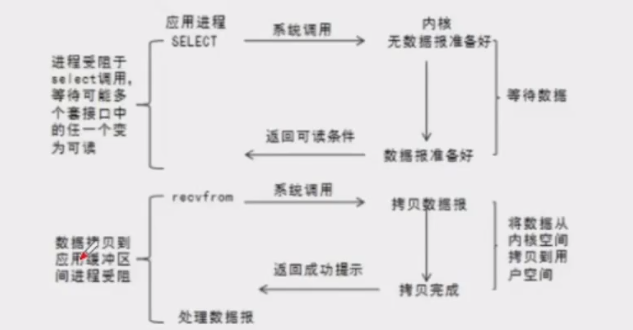 应用进程
SELECT
系统调用
内核
无数据报准备好
进程受阻于
select调用,
等待可能多
个套接口中
的任一个变
为可读
等待数据
返回可读条件
数据报准备好
recvfrom
系统调用
拷贝数据报
数据拷贝到
应用缓冲区
间进程受阻
将数据从
内核空间
拷贝到用
户空间
返回成功提示
拷贝完成
处理数据报